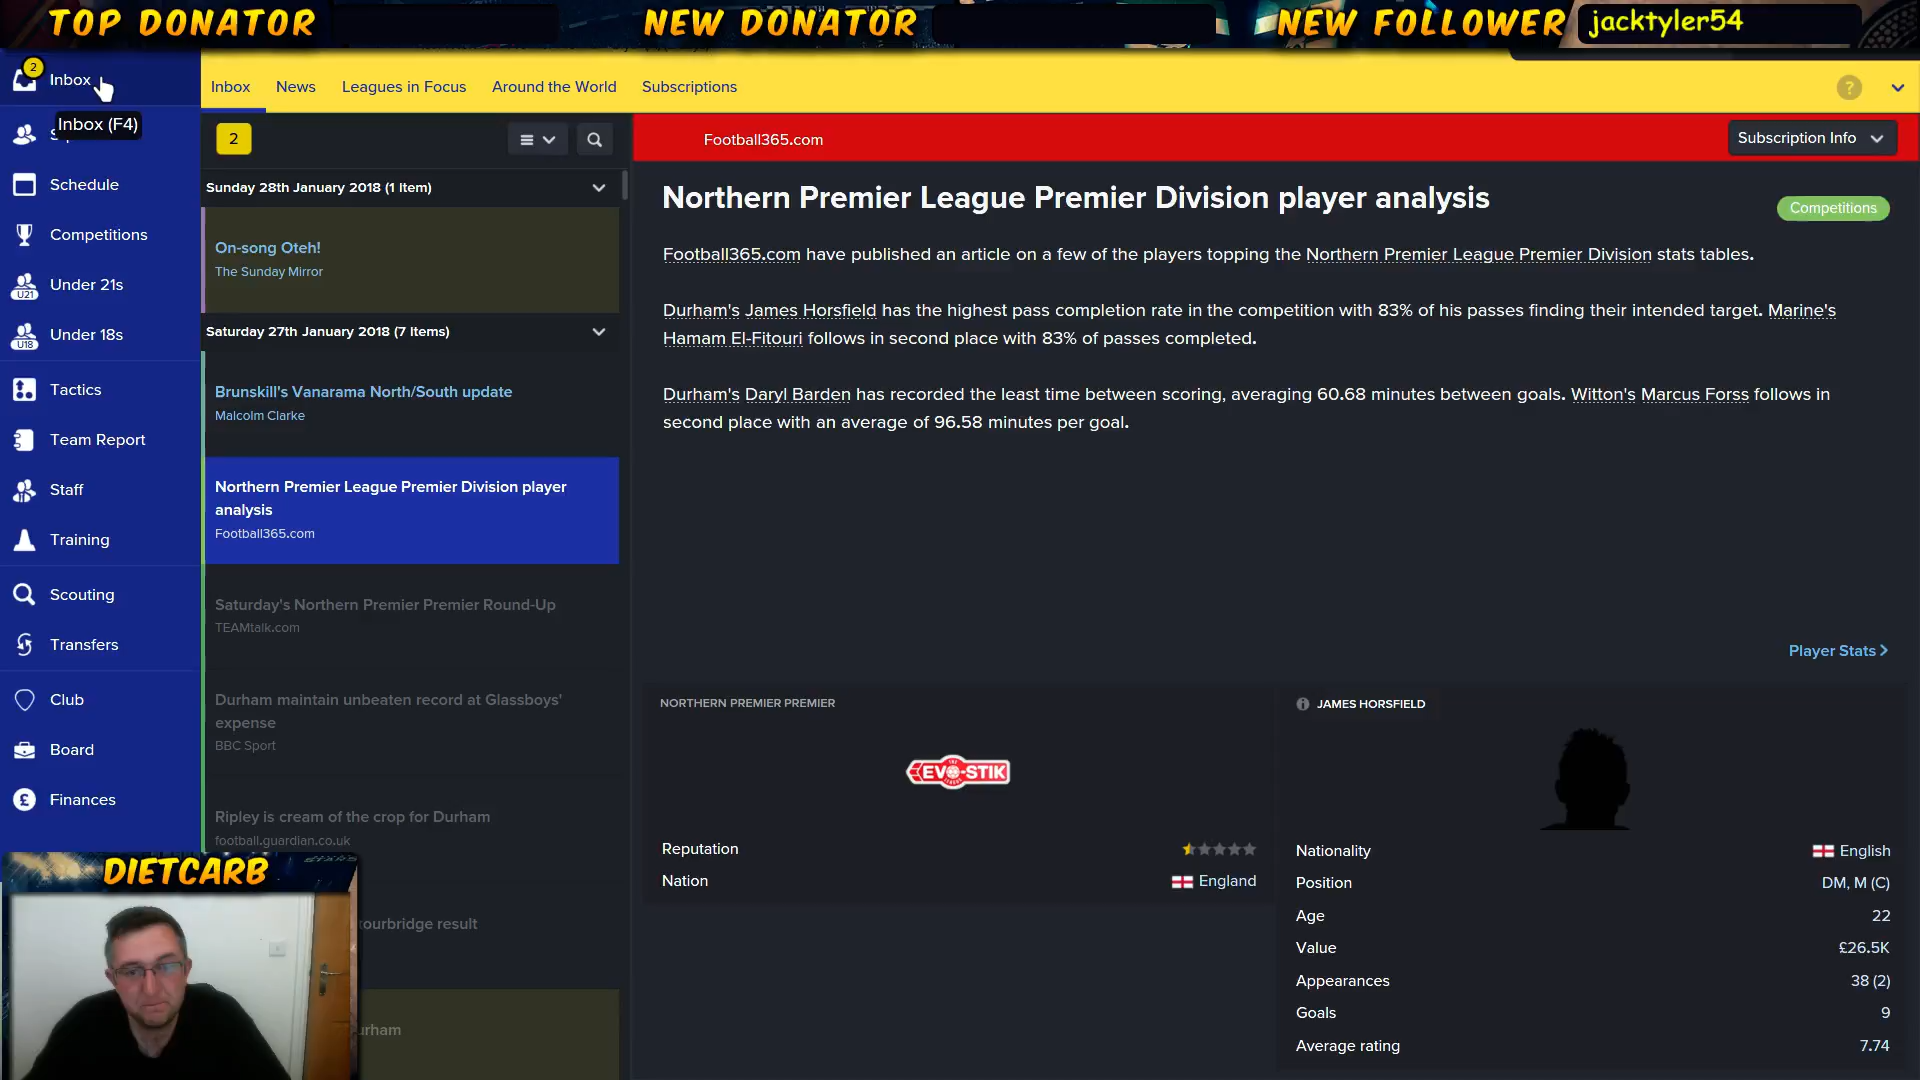 TOP DONATOR
NEW DONATOR
NEW FOLLOWER
jacktyler54
2
Inbox
Inbox (F4)
Schedule
Competitions
U21
Under 21s
U18
Under 18s
Tactics
Team Report
Staff
Training
Scouting
Transfers
Club
Board
£
Finances
Inbox
News
Leagues in Focus
Around the World
Subscriptions
?
2
Sunday 28th January 2018 (1 Item)
On-song Oteh!
The Sunday Mirror
Saturday 27th January 2018 (7 Items)
Brunskill's Vanarama North/South update
Malcolm Clarke
Northern Premier League Premier Division player
analysis
Football365.com
Saturday's Northern Premier Premier Round-Up
TEAMtalk.com
Durham maintain unbeaten record at Glassboys'
expense
BBC Sport
Ripley is cream of the crop for Durham
football.guardian.co.uk
result
DIETCARB
Football365.com
Subscription Info
Northern Premier League Premier Division player analysis
Competitions
Football365.com have published an article on a few of the players topping the Northern Premier League Premier Division stats tables.
Durham's James Horsfield has the highest pass completion rate in the competition with 83% of his passes finding their intended target. Marine's
Hamam El-Fitouri follows in second place with 83% of passes completed.
Durham's Daryl Barden has recorded the least time between scoring, averaging 60.68 minutes between goals. Witton's Marcus Forss follows in
second place with an average of 96.58 minutes per goal.
Player Stats
NORTHERN PREMIER PREMIER
EVO-STIK
Reputation
Nation
England
JAMES HORSFIELD
Nationality
English
Position
DM, M (C)
Age
22
Value
£26.5K
Appearances
38 (2)
Goals
9
Average rating
7.74